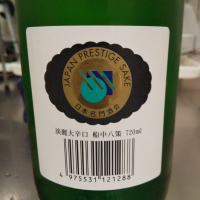 JAPAN PRESTIGE SAKE
日本名門酒会
淡麗大辛口 船中八策 720ml
4 975531 121288